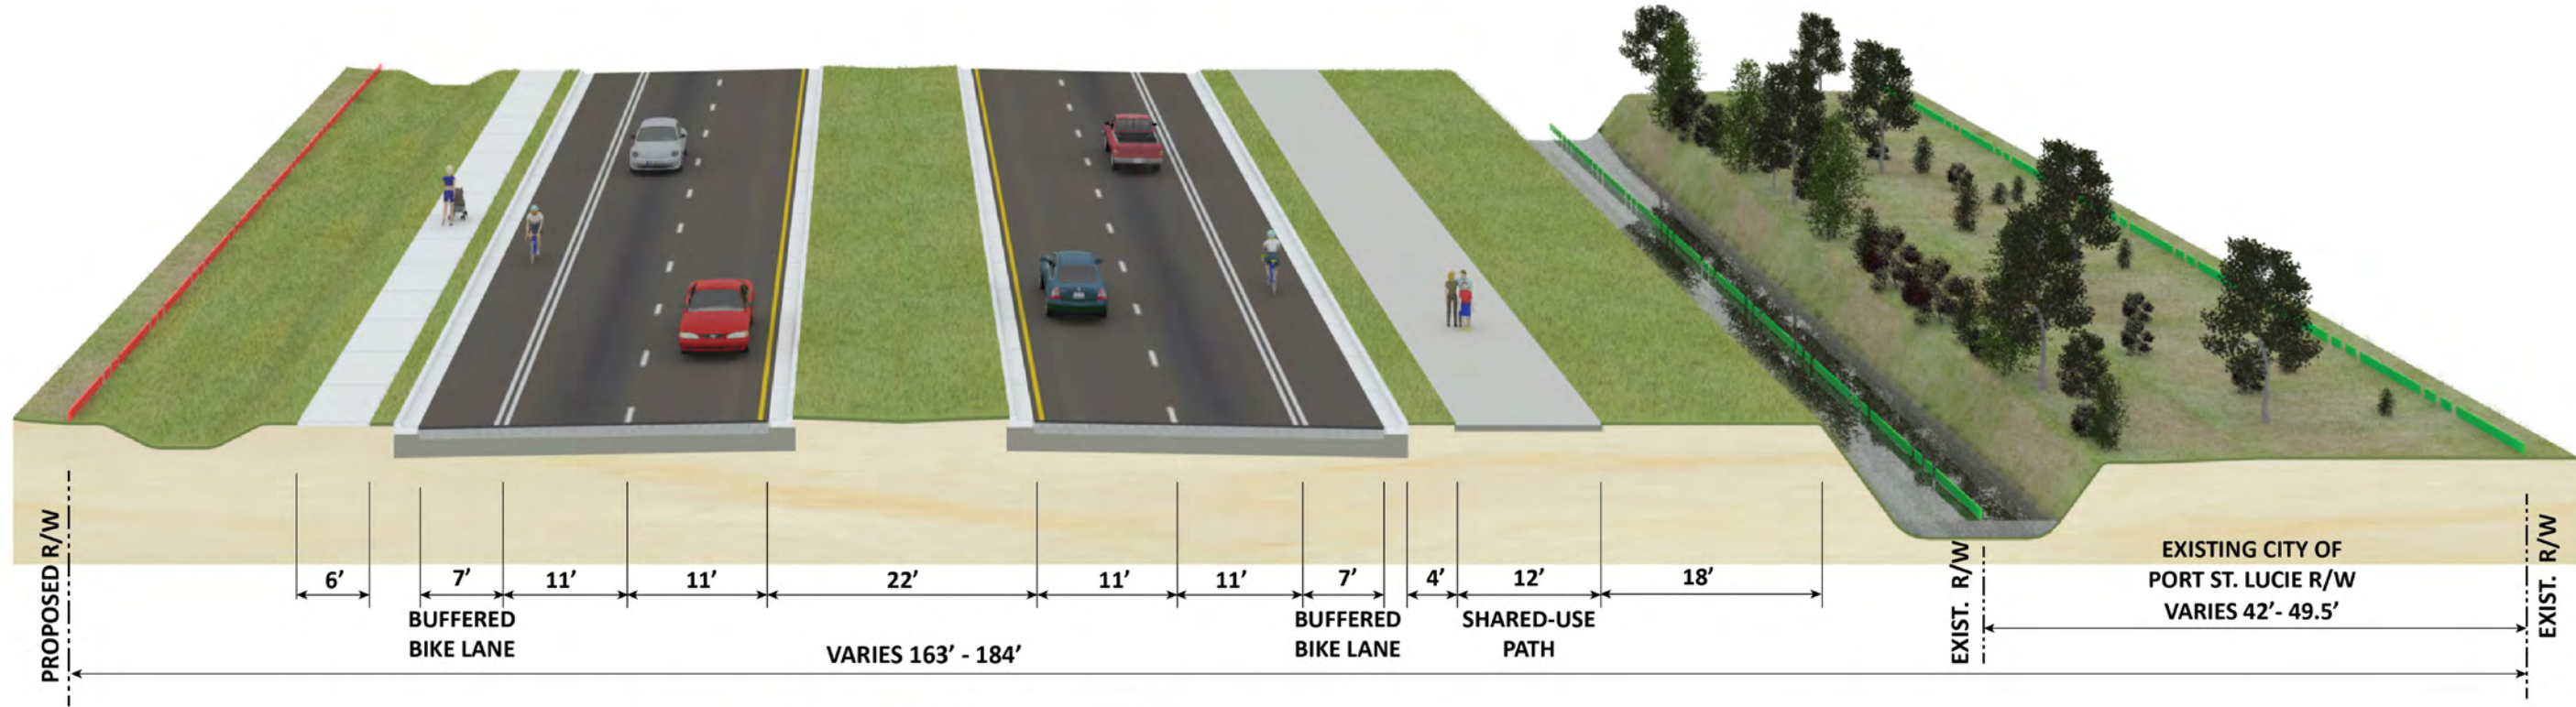 PROPOSED R/W
6’
7’
BUFFERED
BIKE LANE
11’
11’
22’
11’
11’
7’
BUFFERED
BIKE LANE
4’
12’
SHARED-USE
PATH
18’
EXIST. R/W
EXISTING CITY OF
PORT ST. LUCIE R/W
VARIES 42’- 49.5’
EXIST. R/W
VARIES 163’ - 184’